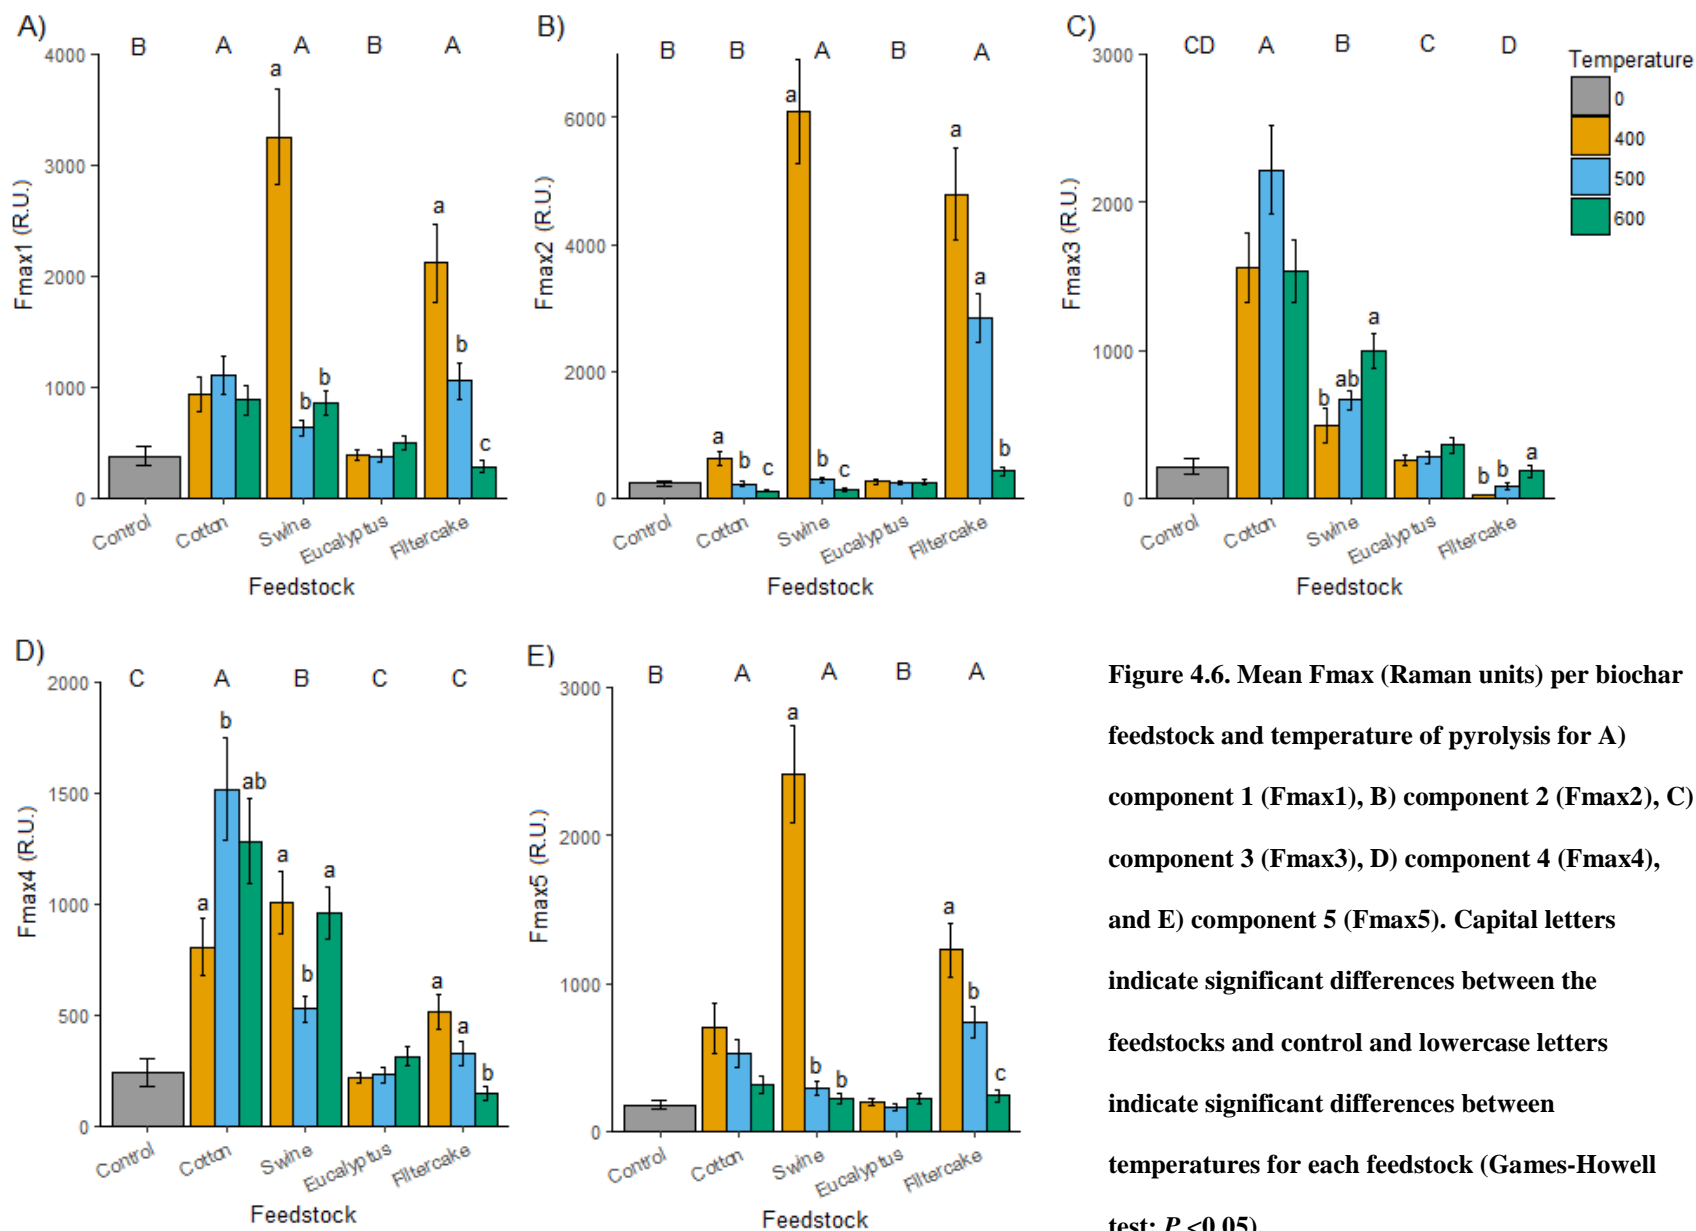 A)
B A A B A
4000
3000
2000
1000
0
Fmax1 (R.U.)
a
b
b
a
b
c
Control Cotton Swine Eucalyptus Filtercake
Feedstock
B)
B B A B A
6000
4000
2000
0
Fmax2 (R.U.)
a
b
c
a
b
c
a
a
b
Control Cotton Swine Eucalyptus Filtercake
Feedstock
C)
CD A B C D
3000
2000
1000
0
Fmax3 (R.U.)
b
ab
a
b
b
a
Control Cotton Swine Eucalyptus Filtercake
Feedstock
Temperature
0
400
500
600
D)
C A B C C
2000
1500
1000
500
0
Fmax4 (R.U.)
a
b
ab
a
b
a
a
a
b
Control Cotton Swine Eucalyptus Filtercake
Feedstock
E)
B A A B A
3000
2000
1000
0
Fmax5 (R.U.)
a
b
b
a
b
c
Control Cotton Swine Eucalyptus Filtercake
Feedstock
Figure 4.6. Mean Fmax (Raman units) per biochar
feedstock and temperature of pyrolysis for A)
component 1 (Fmax1), B) component 2 (Fmax2), C)
component 3 (Fmax3), D) component 4 (Fmax4),
and E) component 5 (Fmax5). Capital letters
indicate significant differences between the
feedstocks and control and lowercase letters
indicate significant differences between
temperatures for each feedstock (Games-Howell
test; P <0.05)